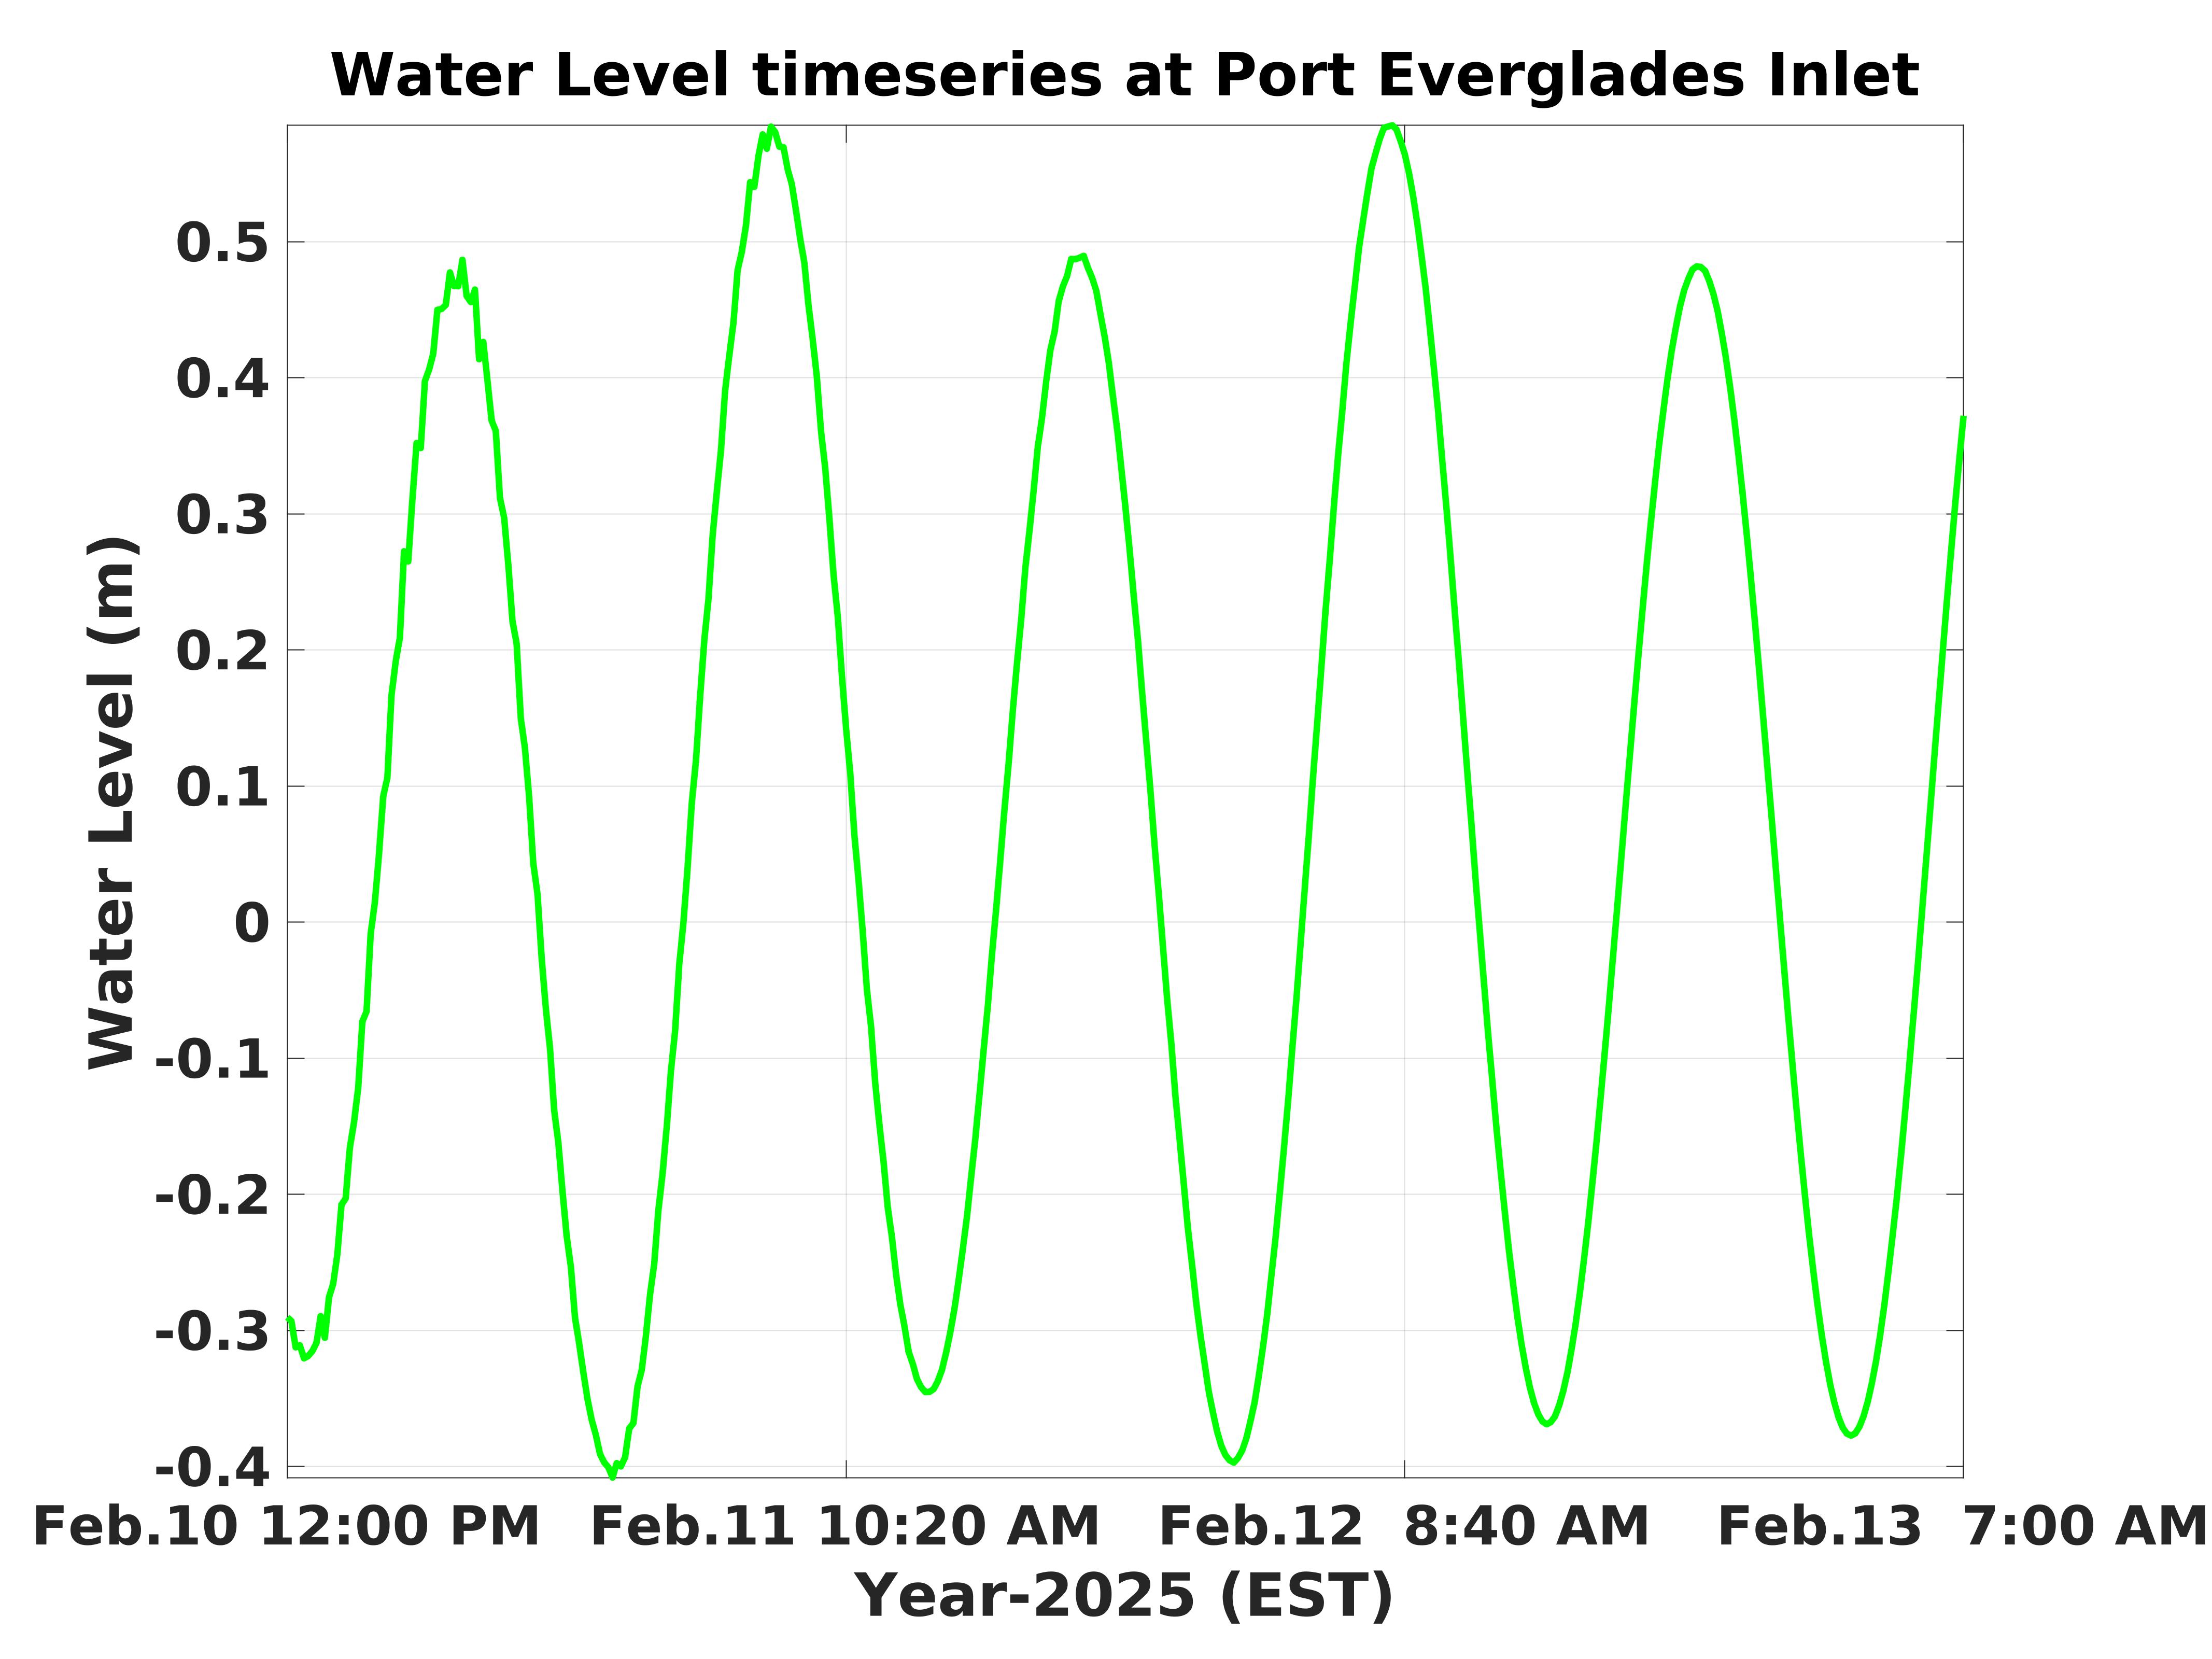 Water Level timeseries at Port Everglades Inlet
Water Level (m)
0.5
0.4
0.3
0.2
0.1
0
-0.1
-0.2
-0.3
-0.4
Feb.10 12:00 PM Feb.11 10:20 AM Feb.12 8:40 AM Feb.13 7:00 AM
Year-2025 (EST)